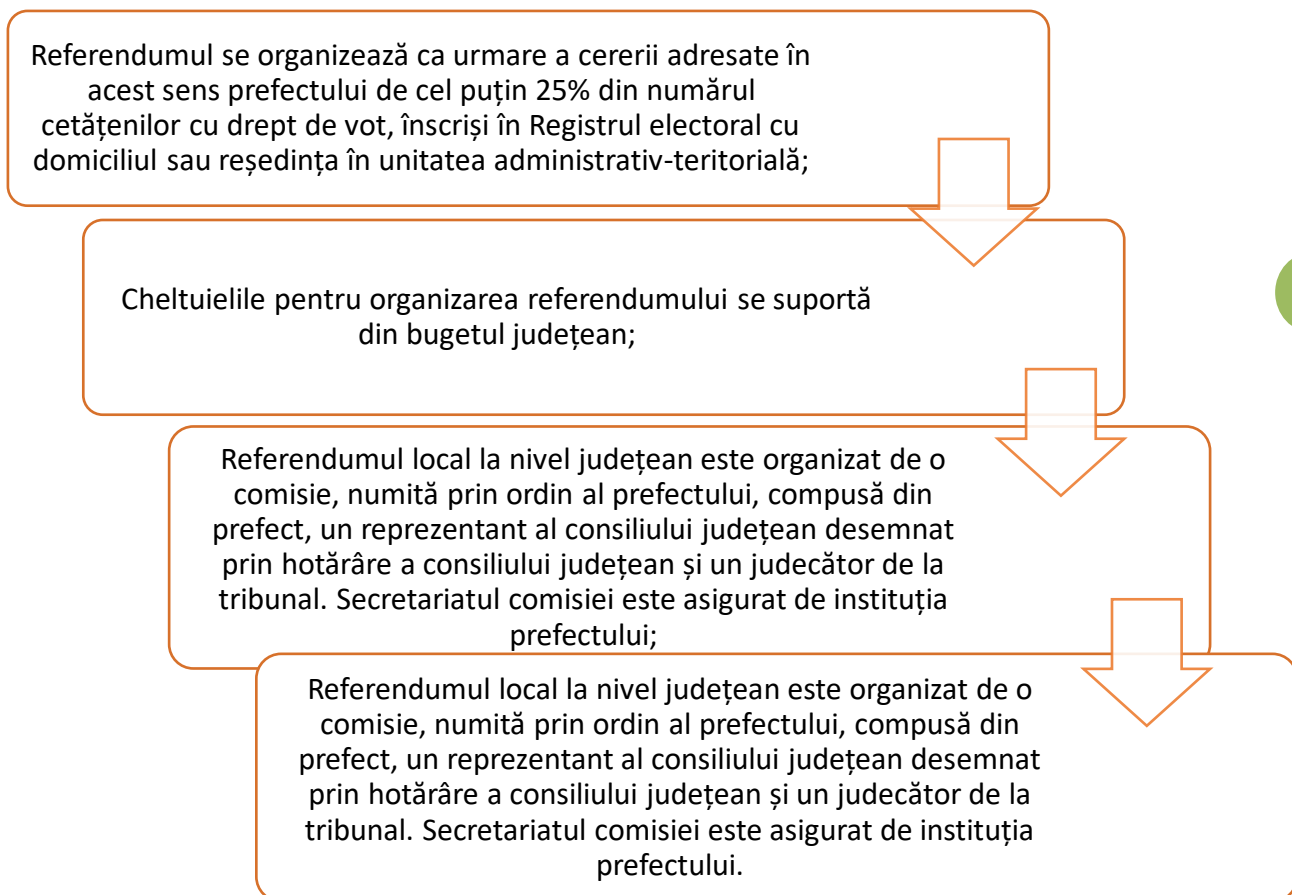 Referendumul se organizează ca urmare a cererii adresate în
acest sens prefectului de cel puțin 25% din numărul
cetățenilor cu drept de vot, înscriși în Registrul electoral cu
domiciliul sau reședința în unitatea administrativ-teritorială;
Cheltuielile pentru organizarea referendumului se suportă
din bugetul județean;
Referendumul local la nivel județean este organizat de o
comisie, numită prin ordin al prefectului, compusă din
prefect, un reprezentant al consiliului județean desemnat
prin hotărâre a consiliului județean și un judecător de la
tribunal. Secretariatul comisiei este asigurat de instituția
prefectului;
Referendumul local la nivel județean este organizat de o
comisie, numită prin ordin al prefectului, compusă din
prefect, un reprezentant al consiliului județean desemnat
prin hotărâre a consiliului județean și un judecător de la
tribunal. Secretariatul comisiei este asigurat de instituția
prefectului.